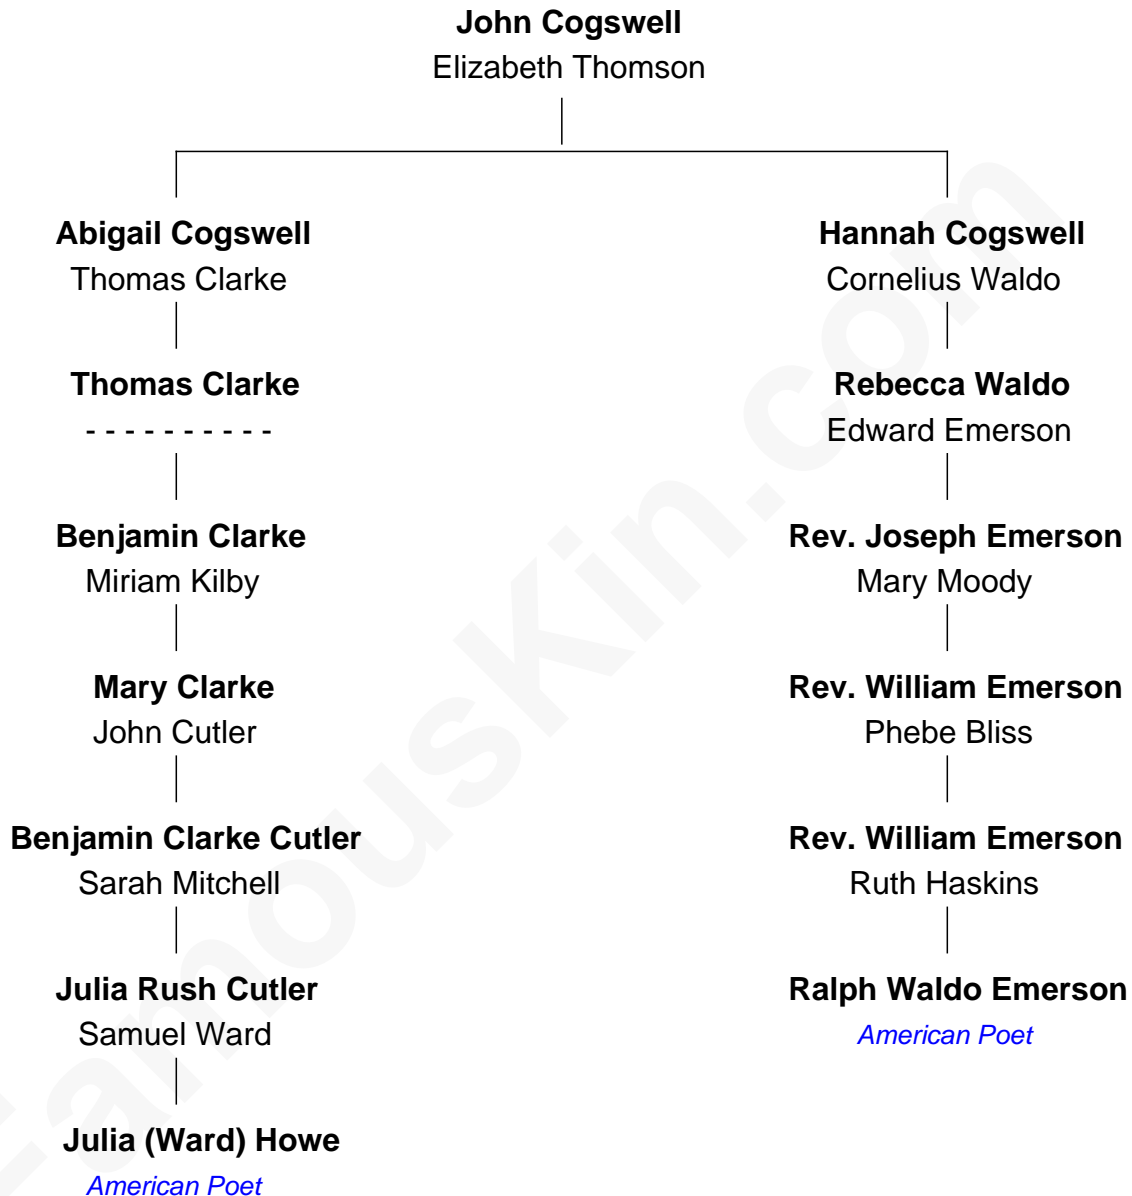 John Cogswell
Elizabeth Thomson
Abigail Cogswell
Thomas Clarke
Thomas Clarke
- - - - - - - - - -
Benjamin Clarke
Miriam Kilby
Mary Clarke
John Cutler
Benjamin Clarke Cutler
Sarah Mitchell
Julia Rush Cutler
Samuel Ward
Julia (Ward) Howe
American Poet
Hannah Cogswell
Cornelius Waldo
Rebecca Waldo
Edward Emerson
Rev. Joseph Emerson
Mary Moody
Rev. William Emerson
Phebe Bliss
Rev. William Emerson
Ruth Haskins
Ralph Waldo Emerson
American Poet
FamousKin.com